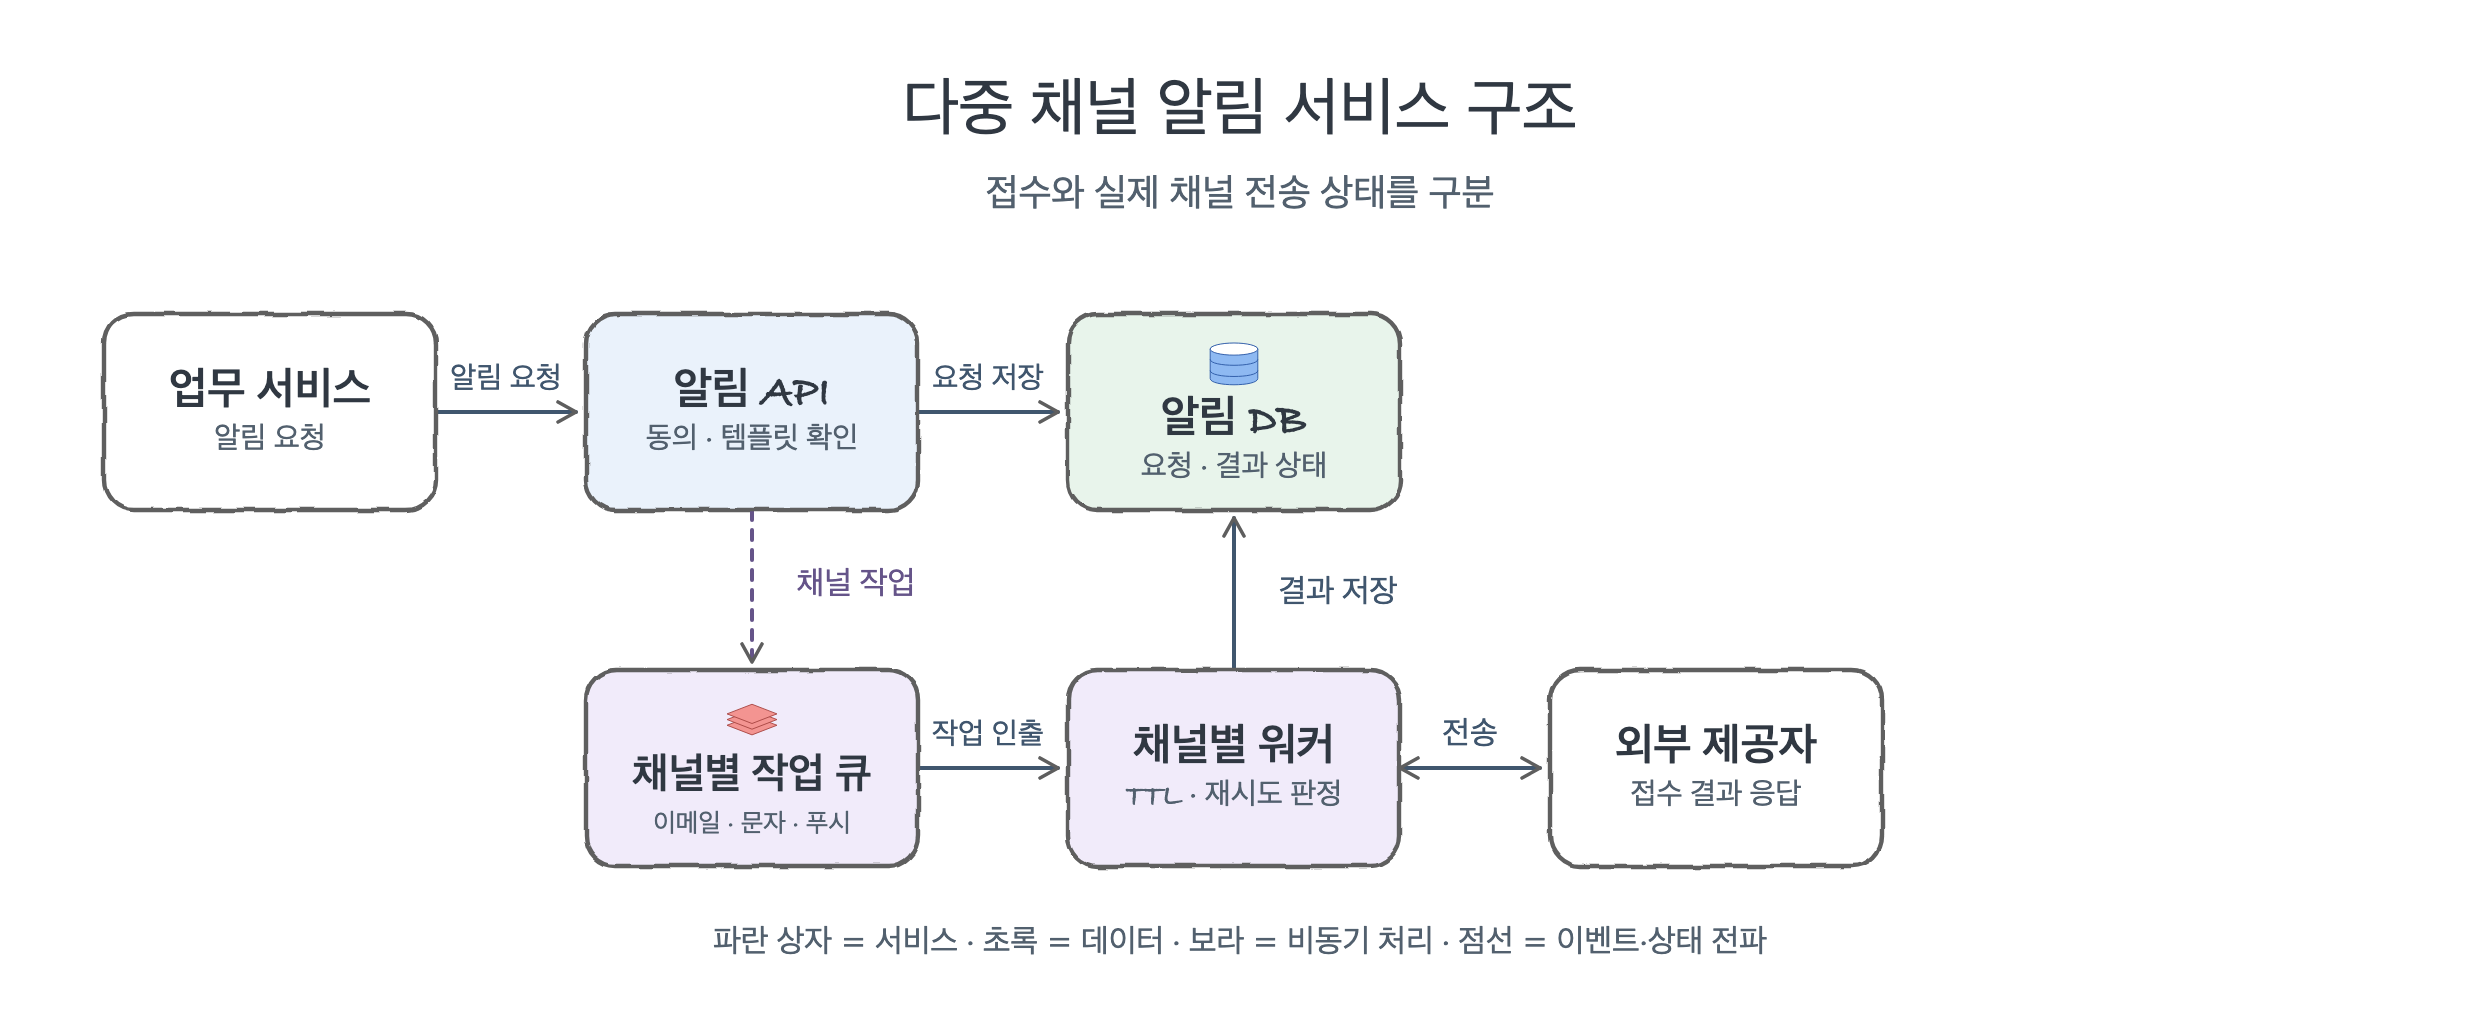 다중 채널 알림 서비스 구조
접수와 실제 채널 전송 상태를 구분
업무 서비스
알림 요청
알림 요청
알림 API
동의 · 템플릿 확인
요청 저장
알림 DB
요청 · 결과 상태
채널 작업
결과 저장
채널별 작업 큐
이메일 · 문자 · 푸시
작업 인출
채널별 워커
TTL · 재시도 판정
전송
외부 제공자
접수 결과 응답
파란 상자 = 서비스 · 초록 = 데이터 · 보라 = 비동기 처리 · 점선 = 이벤트·상태 전파